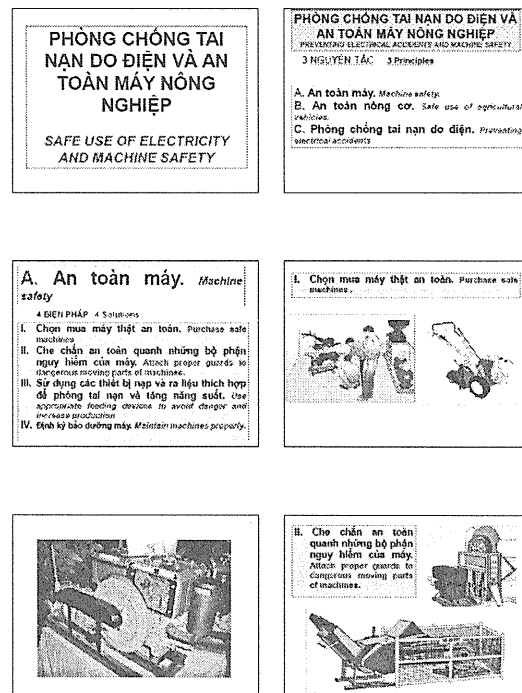 PHÒNG CHỐNG TAI
NẠN DO ĐIỆN VÀ AN
TOÀN MÁY NÔNG
NGHIỆP
SAFE USE OF ELECTRICITY
AND MACHINE SAFETY
PHÒNG CHỐNG TAI NẠN DO ĐIỆN VÀ
AN TOÀN MÁY NÔNG NGHIỆP
PREVENTING ELECTRICAL ACCIDENTS AND MACHINE SAFETY
3 NGUYÊN TẮC 3 Principles
A. An toàn máy. Machine safety.
B. An toàn nông cơ. Safe use of agricultural
vehicles.
C. Phòng chống tai nạn do điện. Preventing
electrical accidents
A. An toàn máy. Machine
safety
4 BIỆN PHÁP 4 Solutions
I. Chọn mua máy thật an toàn. Purchase safe
machines
II. Che chắn an toàn quanh những bộ phận
nguy hiểm của máy. Attach proper guards to
dangerous moving parts of machines.
III. Sử dụng các thiết bị nạp và ra liệu thích hợp
để phòng tai nạn và tăng năng suất. Use
appropriate feeding devices to avoid danger and
increase production
IV. Định kỳ bảo dưỡng máy. Maintain machines properly.
I. Chọn mua máy thật an toàn. Purchase safe
machines.
II. Che chắn an toàn
quanh những bộ phận
nguy hiểm của máy.
Attach proper guards to
dangerous moving parts
of machines.